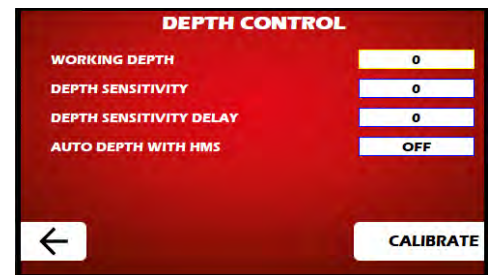 DEPTH CONTROL
WORKING DEPTH 0
DEPTH SENSITIVITY 0
DEPTH SENSITIVITY DELAY 0
AUTO DEPTH WITH HMS OFF
CALIBRATE